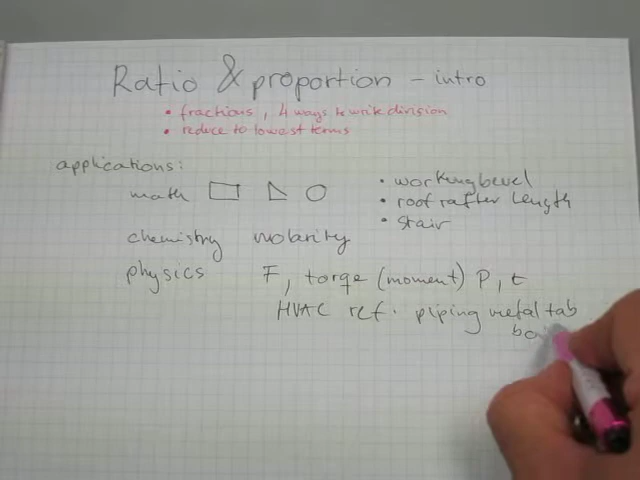 Ratio & proportion - intro
• fractions, 4 ways to write division
• reduce to lowest terms
applications:
math
• working bevel
• roof rafter length
• stair
chemistry molarity
physics F, torqe (moment) P, t
HVAC ref. piping metal tab
bo